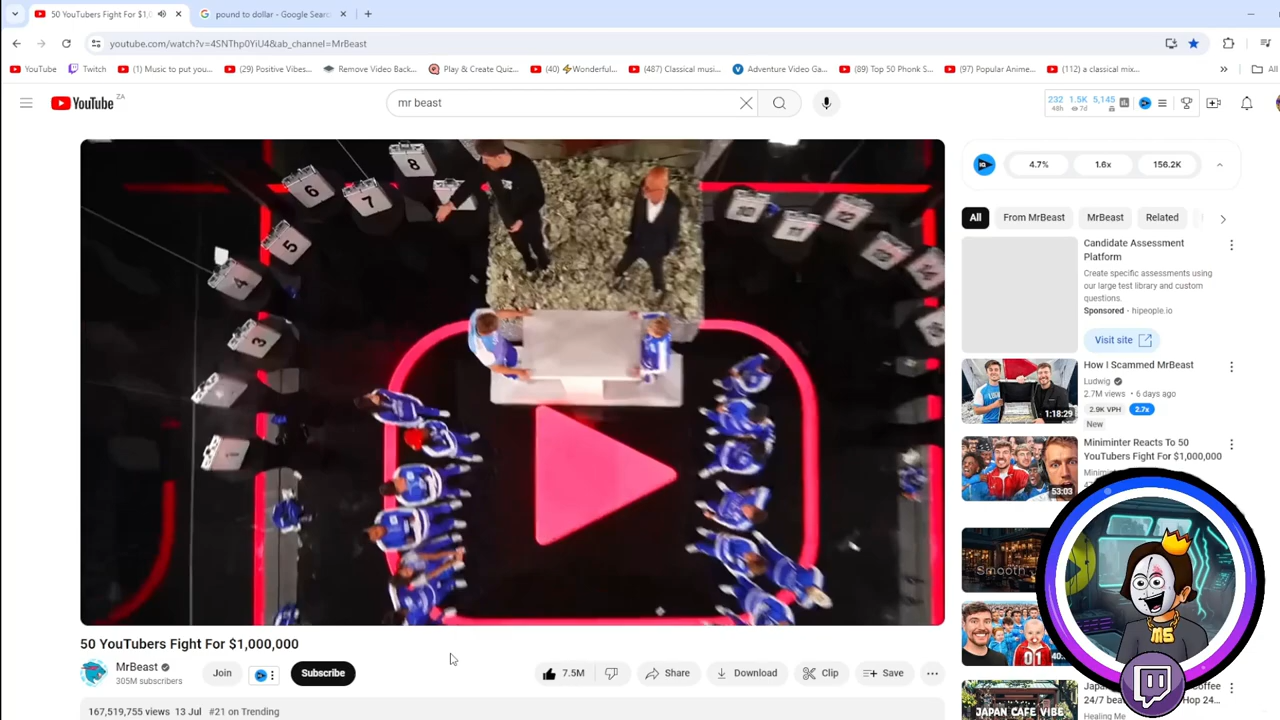 50 YouTubers Fight For $1,0
pound to dollar - Google Searc
youtube.com/watch?v=4SNThp0YiU4&ab_channel=MrBeast
YouTube
Twitch
(1) Music to put you...
(29) Positive Vibes...
Remove Video Back...
Play & Create Quiz...
(40) ⚡Wonderful...
(487) Classical musi...
Adventure Video Ga...
(89) Top 50 Phonk S...
(97) Popular Anime...
(112) a classical mix...
»
All
YouTube ZA
mr beast
232 1.5K 5,145
48h 7d
4.7% 1.6x 156.2K
8
7
6
5
4
3
11
12
All
From MrBeast
MrBeast
Related
Candidate Assessment
Platform
Create specific assessments using
our large test library and custom
questions.
Sponsored - hipeople.io
Visit site
How I Scammed MrBeast
Ludwig
2.7M views • 6 days ago
2.9K VPH 2.7x
New
1:18:29
Miniminter Reacts To 50
YouTubers Fight For $1,000,000
53:03
Smooth
01
40:
MS
JAPAN CAFE VIBE
Coffee
24/7 Hop 24...
Healing Me
50 YouTubers Fight For $1,000,000
MrBeast
305M subscribers
Join
Subscribe
7.5M
Share
Download
Clip
Save
167,519,755 views 13 Jul #21 on Trending